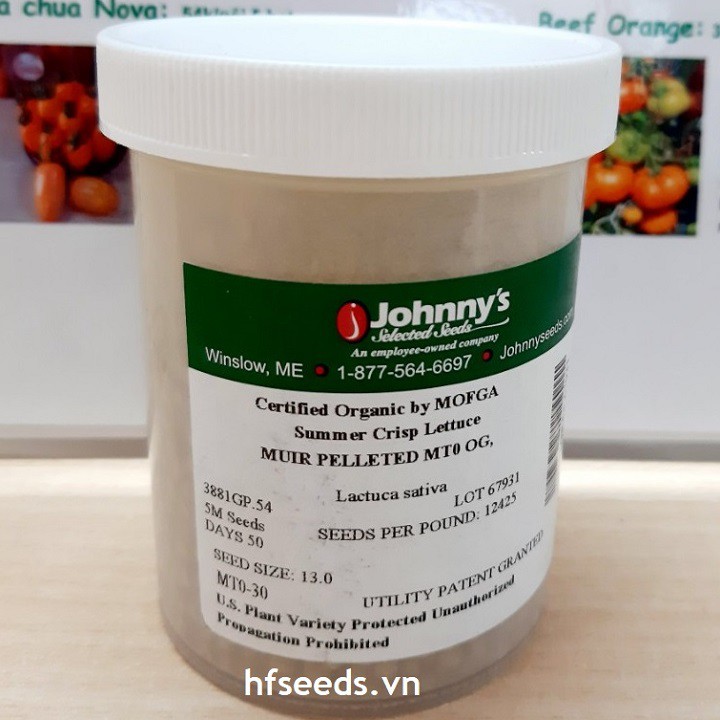 a chua Nova:
Beef Orange:
Johnny's
Selected Seeds
An employee-owned company
Winslow, ME • 1-877-564-6697 • Johnnyseeds.com
Certified Organic by MOFGA
Summer Crisp Lettuce
MUIR PELLETED MT0 OG,
Lactuca sativa
3881GP.54
LOT 67931
5M Seeds
SEEDS PER POUND: 12425
DAYS 50
SEED SIZE: 13.0
MT0-30
UTILITY PATENT GRANTED
U.S. Plant Variety Protected Unauthorized
Propagation Prohibited
hfseeds.vn